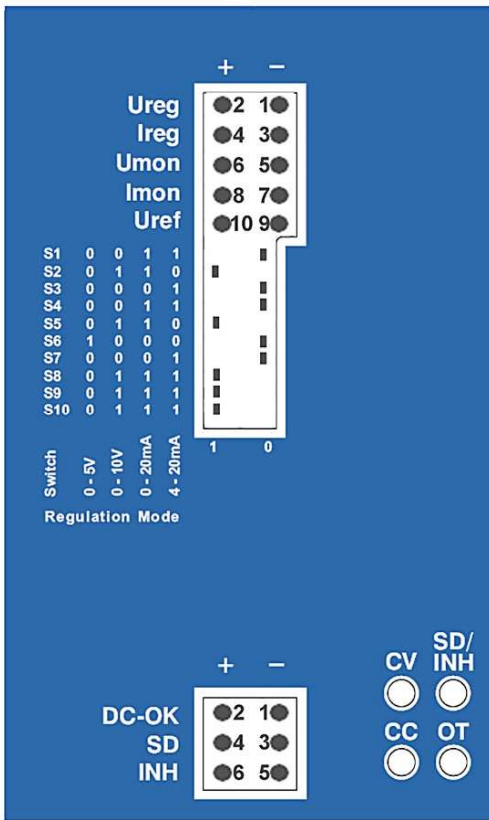 + −
Ureg 2 1
Ireg 4 3
Umon 6 5
Imon 8 7
Uref 10 9
S1 0 0 1 1
S2 0 1 1 0
S3 0 0 0 1
S4 0 0 1 1
S5 0 1 1 0
S6 1 0 0 0
S7 0 0 0 1
S8 0 1 1 1
S9 0 1 1 1
S10 0 1 1 1
1 0
Switch
0 - 5V
0 - 10V
0 - 20mA
4 - 20mA
Regulation Mode
+ −
DC-OK 2 1
SD 4 3
INH 6 5
CV SD/
INH
CC OT